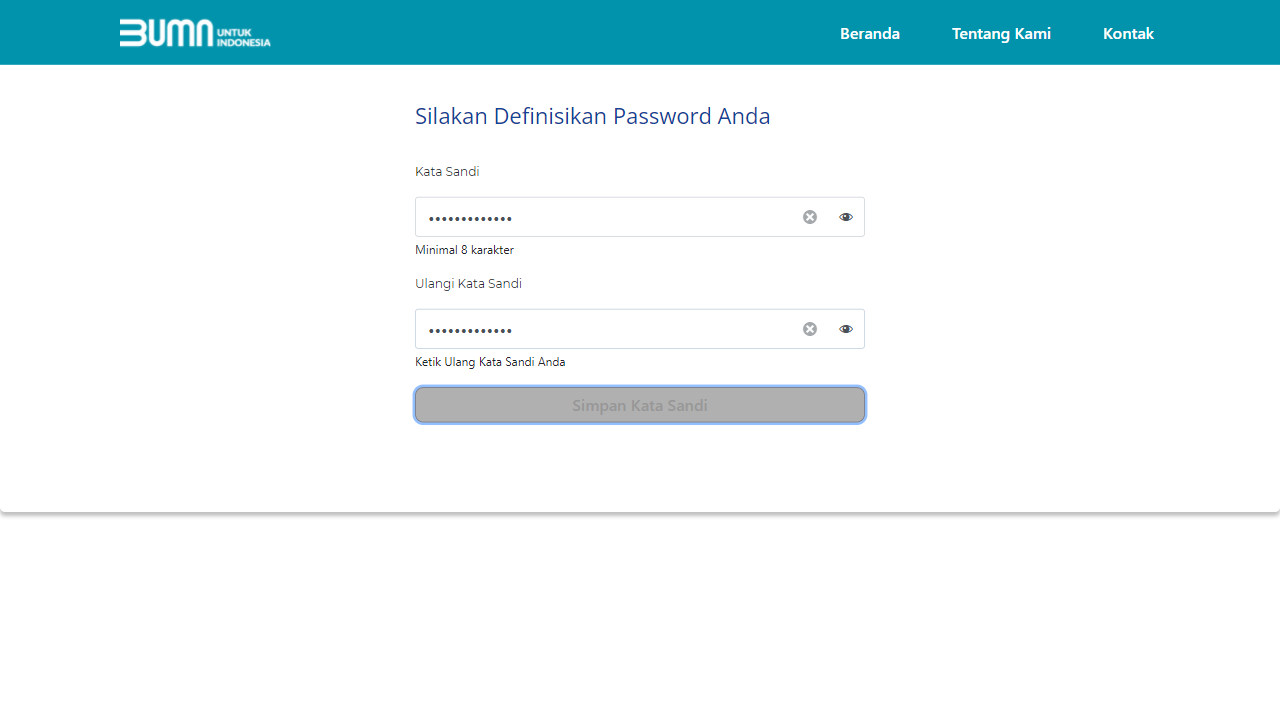 BUMN UNTUK INDONESIA
Beranda
Tentang Kami
Kontak
Silakan Definisikan Password Anda
Kata Sandi
•••••••••••••
Minimal 8 karakter
Ulangi Kata Sandi
•••••••••••••
Ketik Ulang Kata Sandi Anda
Simpan Kata Sandi